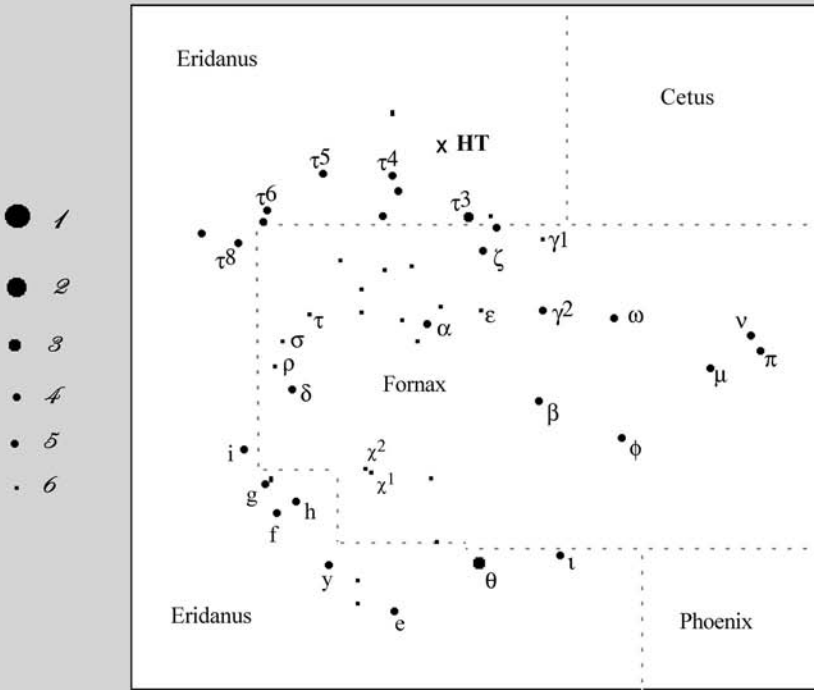 Eridanus
Cetus
x HT
τ5
τ4
τ6
τ3
τ8
ζ
γ1
1
2
3
4
5
6
τ
α
ε
γ2
ω
ν
π
σ
ρ
δ
Fornax
μ
β
φ
i
χ2
χ1
g
h
f
y
θ
ι
e
Eridanus
Phoenix